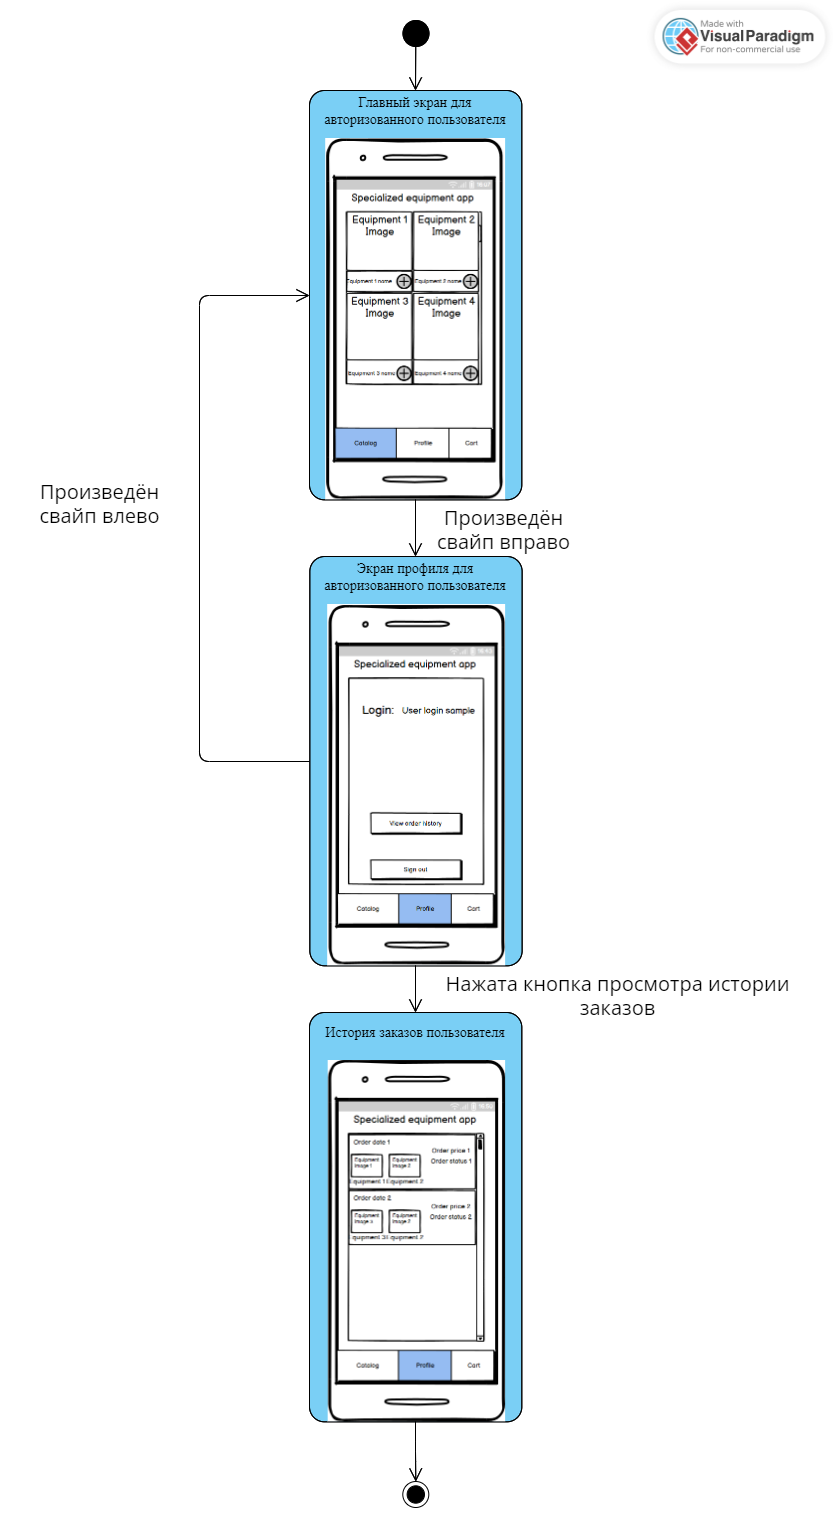 Made with
Visual Paradigm
For non-commercial use
Главный экран для
авторизованного пользователя
Specialized equipment app
Equipment 1
Image
Equipment 2
Image
Equipment 1 name
Equipment 2 name
Equipment 3
Image
Equipment 4
Image
Equipment 3 name
Equipment 4 name
Catalog
Profile
Cart
Произведён
свайп влево
Произведён
свайп вправо
Экран профиля для
авторизованного пользователя
Specialized equipment app
Login: User login sample
View order history
Sign out
Catalog
Profile
Cart
Нажата кнопка просмотра истории
заказов
История заказов пользователя
Specialized equipment app
Order date 1
Order price 1
Order status 1
Equipment
Image 1
Equipment
Image 2
Equipment 1
Equipment 2
Order date 2
Order price 2
Order status 2
Equipment
Equipment
Image 2
quipment 3
quipment 2
Catalog
Profile
Cart